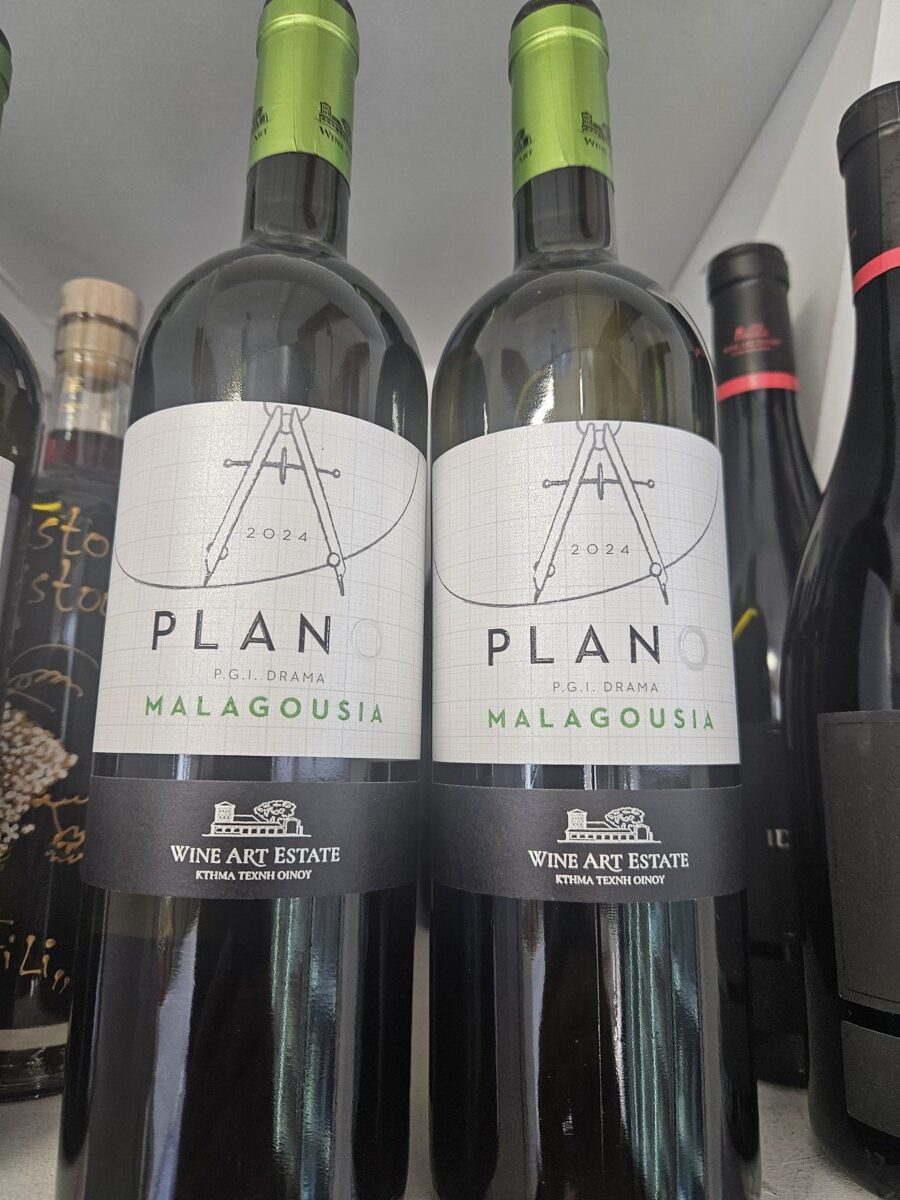 WINE
2024
PLANO
P.G.I. DRAMA
MALAGOUSIA
WINE ART ESTATE
ΚΤΗΜΑ ΤΕΧΝΗ ΟΙΝΟΥ
2024
PLANO
P.G.I. DRAMA
MALAGOUSIA
WINE ART ESTATE
ΚΤΗΜΑ ΤΕΧΝΗ ΟΙΝΟΥ